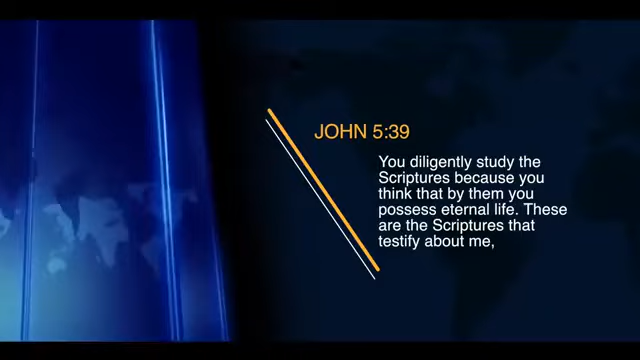 JOHN 5:39
You diligently study the
Scriptures because you
think that by them you
possess eternal life. These
are the Scriptures that
testify about me,